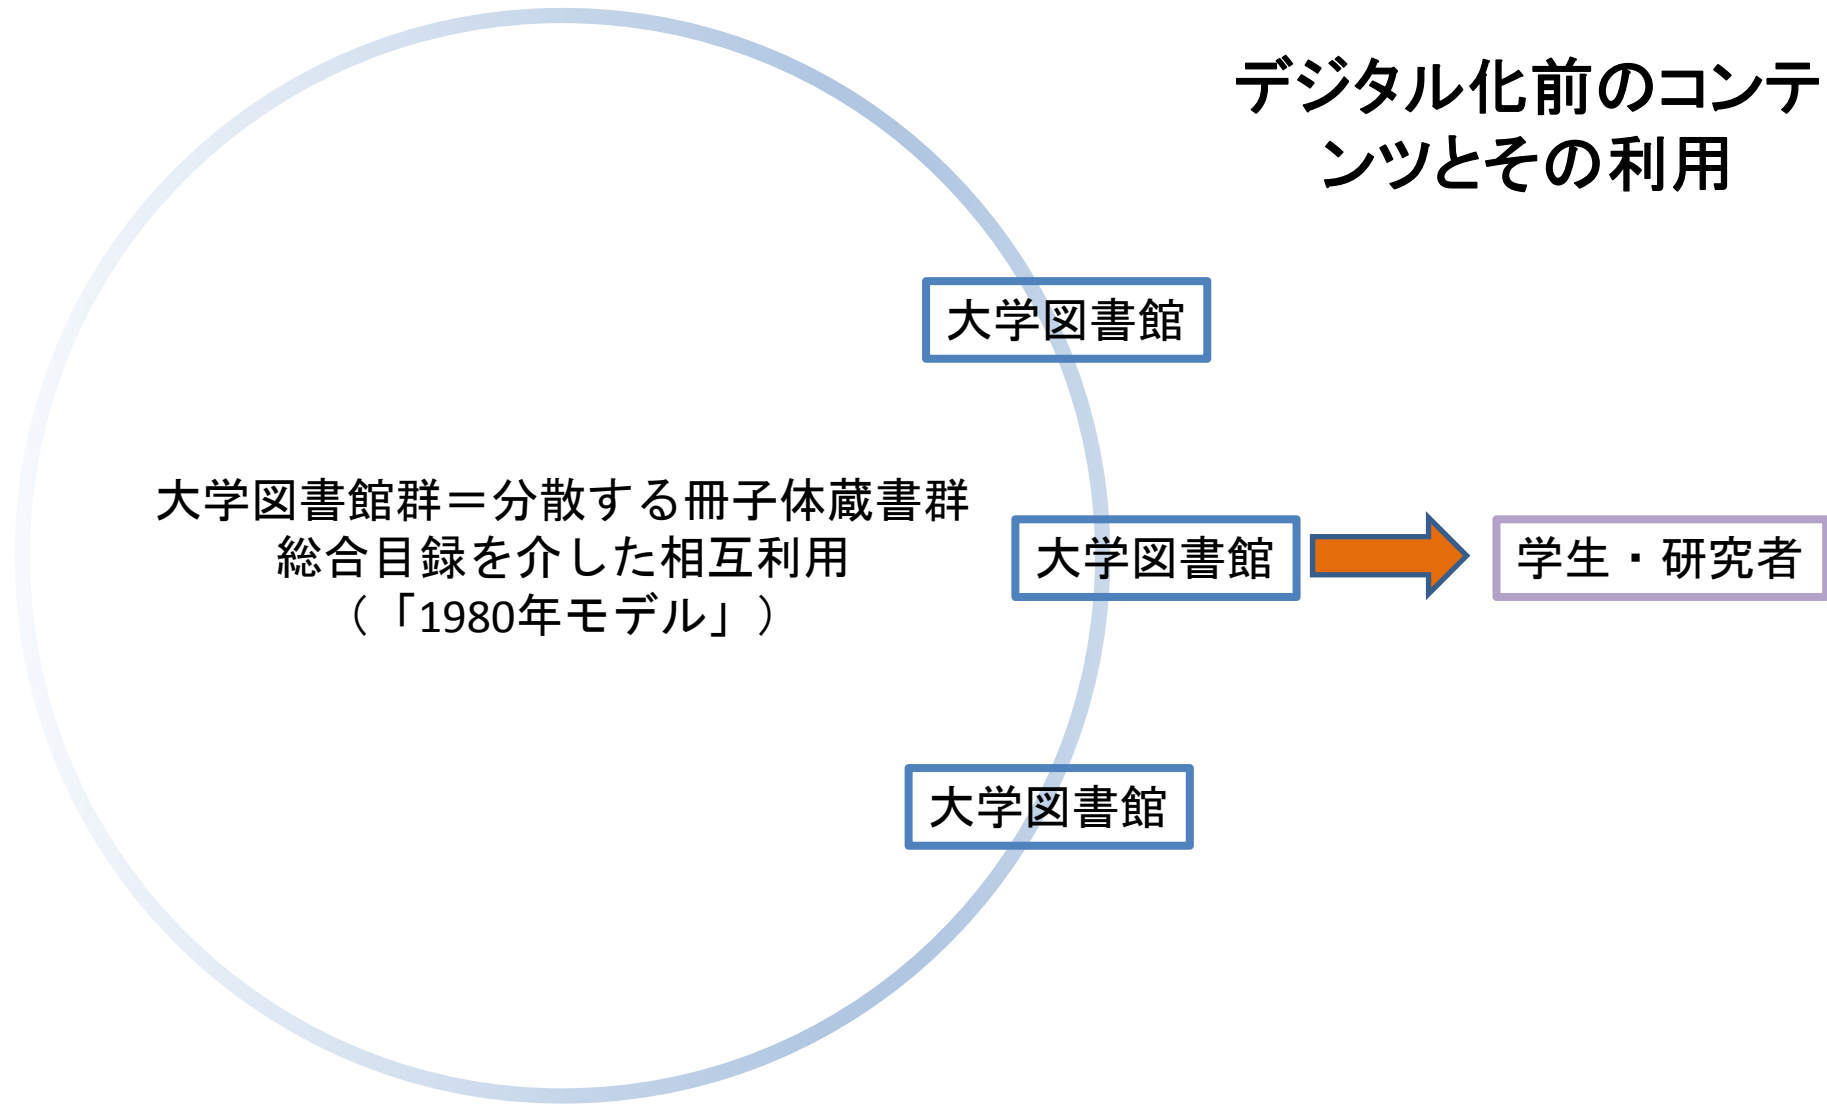 デジタル化前のコンテ
ンツとその利用
大学図書館
大学図書館群＝分散する冊子体蔵書群
総合目録を介した相互利用
（「1980年モデル」）
大学図書館
学生・研究者
大学図書館